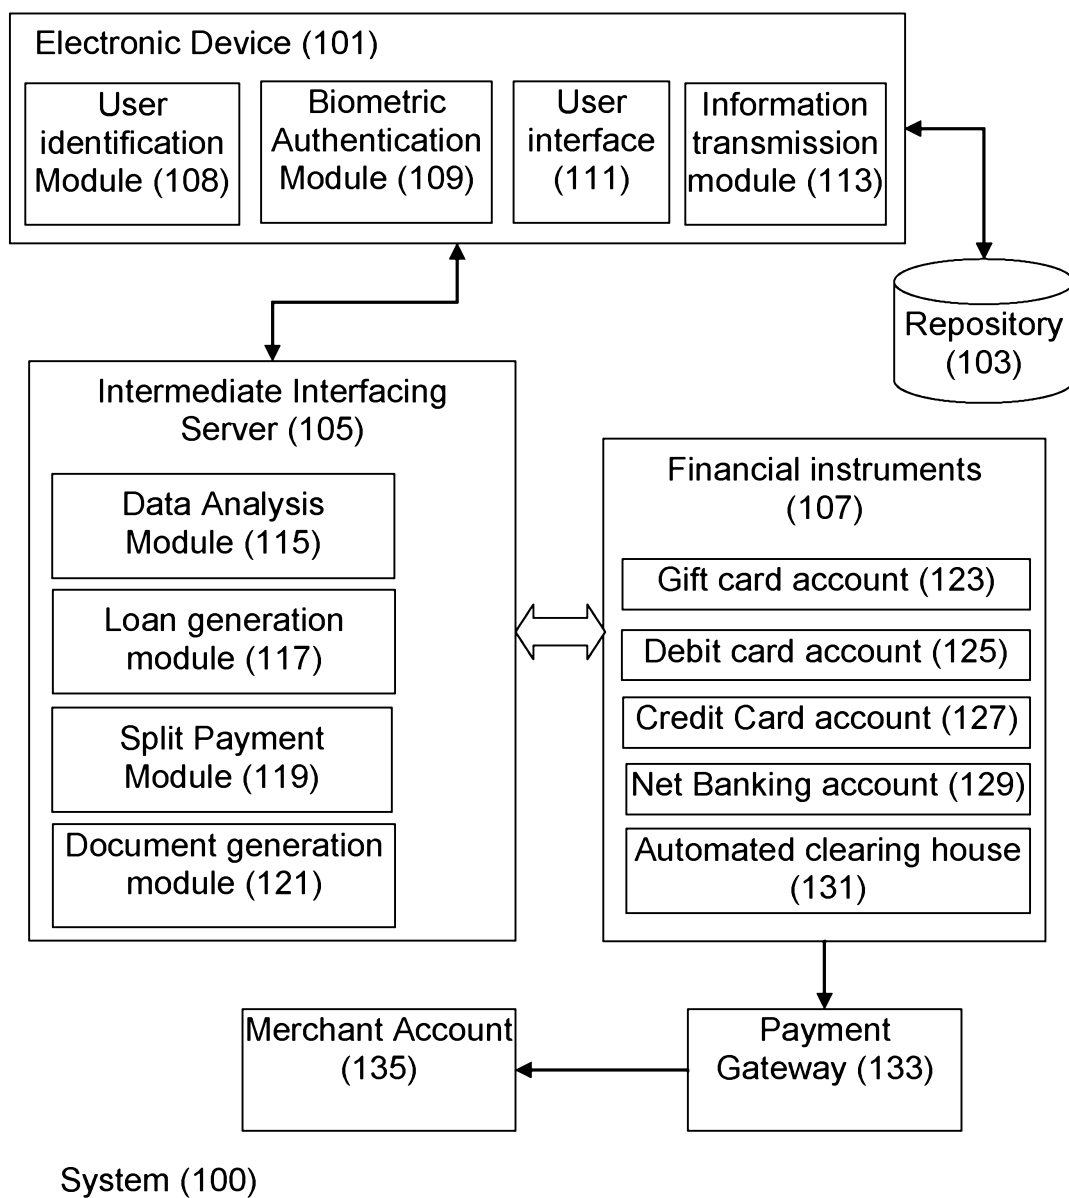 Electronic Device (101)
User
identification
Module (108)
Biometric
Authentication
Module (109)
User
interface
(111)
Information
transmission
module (113)
Repository
(103)
Intermediate Interfacing
Server (105)
Data Analysis
Module (115)
Loan generation
module (117)
Split Payment
Module (119)
Document generation
module (121)
Financial instruments
(107)
Gift card account (123)
Debit card account (125)
Credit Card account (127)
Net Banking account (129)
Automated clearing house
(131)
Merchant Account
(135)
Payment
Gateway (133)
System (100)